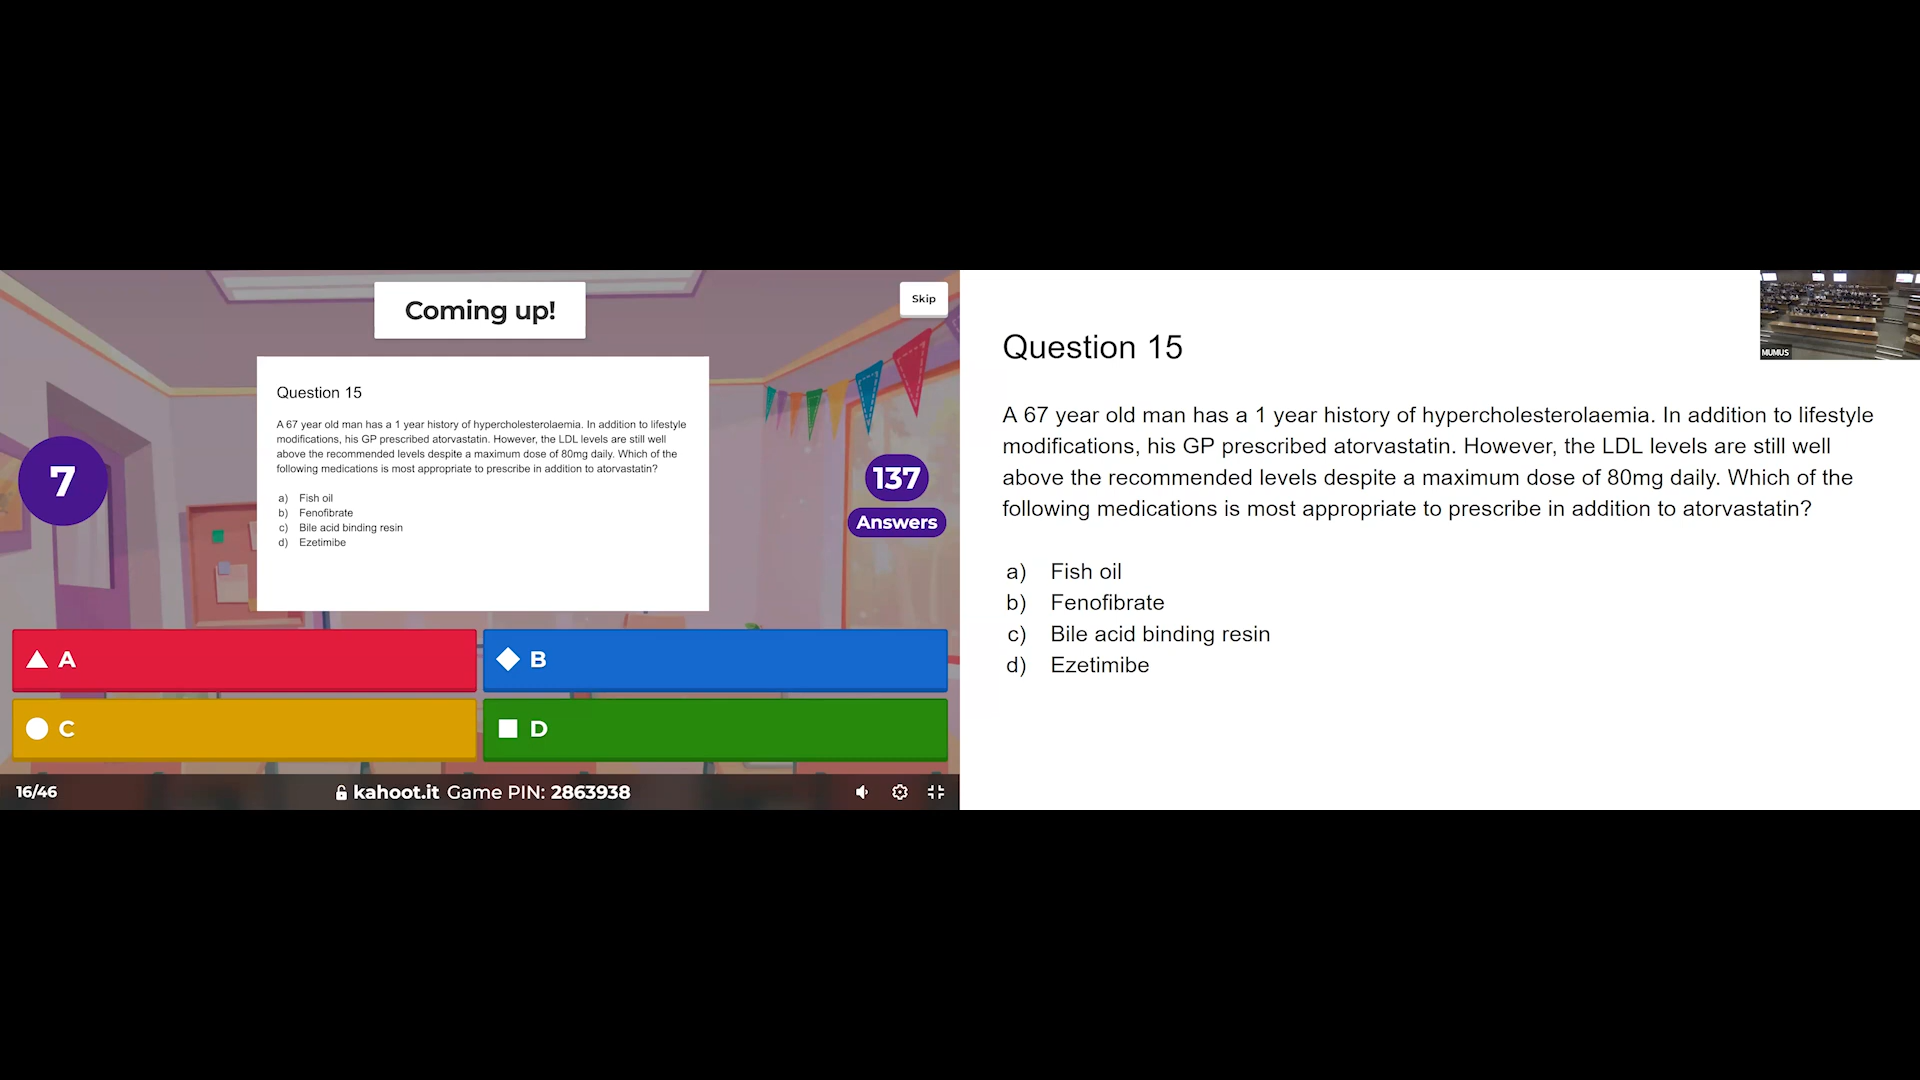 Coming up!
Skip
Question 15
A 67 year old man has a 1 year history of hypercholesterolaemia. In addition to lifestyle
modifications, his GP prescribed atorvastatin. However, the LDL levels are still well
above the recommended levels despite a maximum dose of 80mg daily. Which of the
following medications is most appropriate to prescribe in addition to atorvastatin?
a) Fish oil
b) Fenofibrate
c) Bile acid binding resin
d) Ezetimibe
7
137
Answers
A
B
C
D
16/46
kahoot.it Game PIN: 2863938
MUMUS
Question 15
A 67 year old man has a 1 year history of hypercholesterolaemia. In addition to lifestyle
modifications, his GP prescribed atorvastatin. However, the LDL levels are still well
above the recommended levels despite a maximum dose of 80mg daily. Which of the
following medications is most appropriate to prescribe in addition to atorvastatin?
a) Fish oil
b) Fenofibrate
c) Bile acid binding resin
d) Ezetimibe